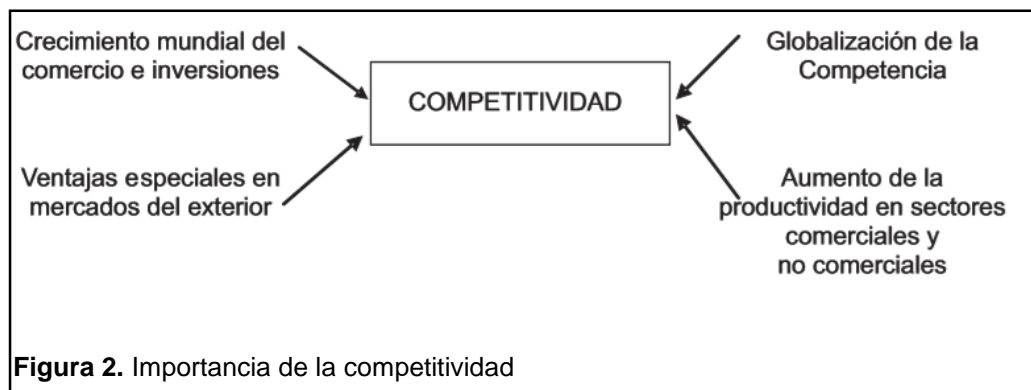 Crecimiento mundial del
comercio e inversiones
Globalización de la
Competencia
COMPETITIVIDAD
Ventajas especiales en
mercados del exterior
Aumento de la
productividad en sectores
comerciales y
no comerciales
Figura 2. Importancia de la competitividad